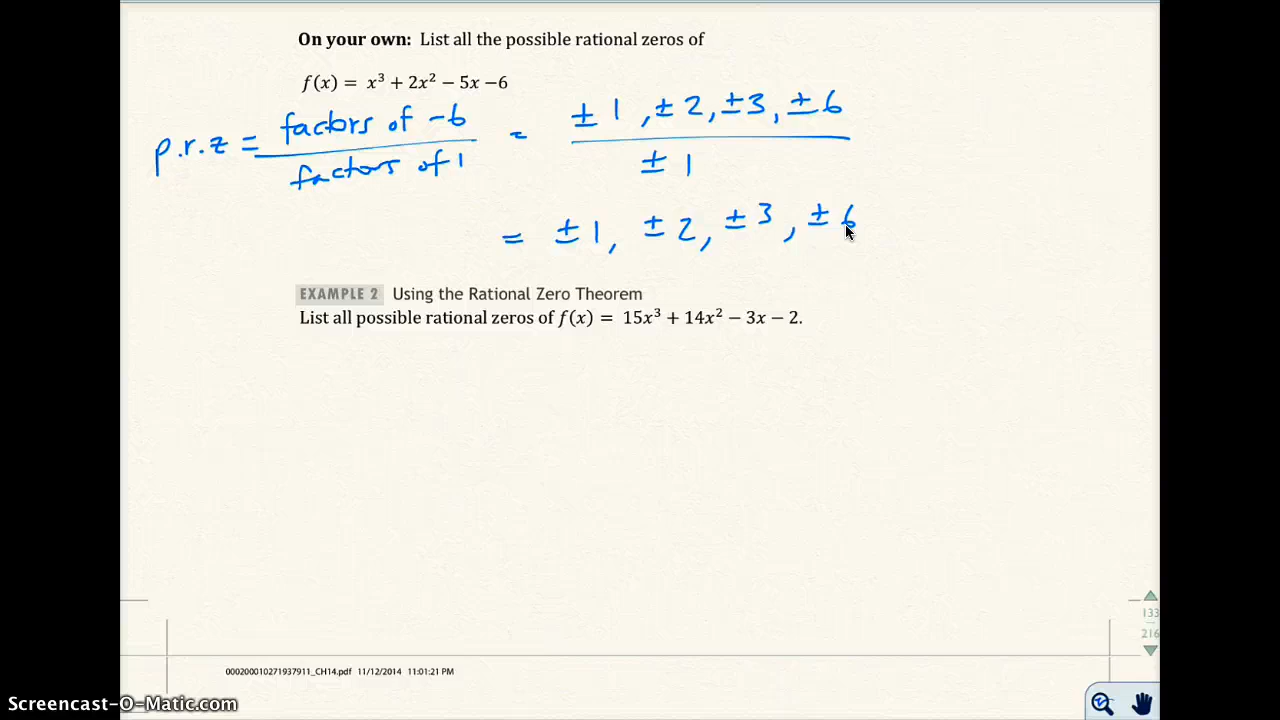 On your own: List all the possible rational zeros of
f(x) = x³ + 2x² − 5x −6
p.r.z = factors of -6 / factors of 1 = ± 1, ± 2, ± 3, ± 6 / ± 1
= ± 1, ± 2, ± 3, ± 6
EXAMPLE 2 Using the Rational Zero Theorem
List all possible rational zeros of f(x) = 15x³ + 14x² − 3x − 2.
133
216
000200010271937911_CH14.pdf 11/12/2014 11:01:21 PM
Screencast-O-Matic.com